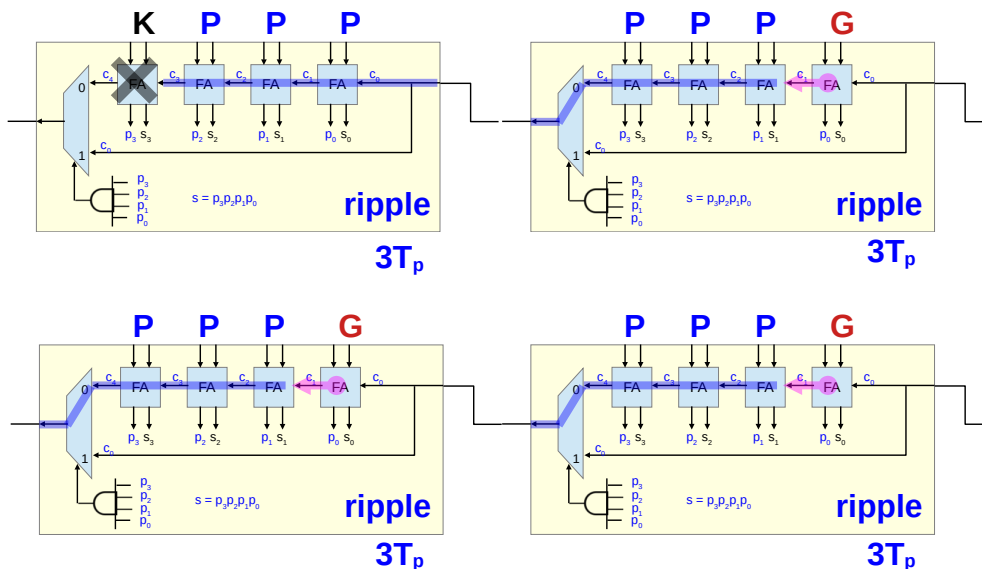 K P P P
0 c₄ FA c₃ FA c₂ FA c₁ FA c₀
p₃ s₃ p₂ s₂ p₁ s₁ p₀ s₀
1 c₀
p₃
p₂
p₁
p₀
s = p₃p₂p₁p₀
ripple
3Tₚ
P P P G
0 c₄ FA c₃ FA c₂ FA c₁ FA c₀
p₃ s₃ p₂ s₂ p₁ s₁ p₀ s₀
1 c₀
p₃
p₂
p₁
p₀
s = p₃p₂p₁p₀
ripple
3Tₚ
P P P G
0 c₄ FA c₃ FA c₂ FA c₁ FA c₀
p₃ s₃ p₂ s₂ p₁ s₁ p₀ s₀
1 c₀
p₃
p₂
p₁
p₀
s = p₃p₂p₁p₀
ripple
3Tₚ
P P P G
0 c₄ FA c₃ FA c₂ FA c₁ FA c₀
p₃ s₃ p₂ s₂ p₁ s₁ p₀ s₀
1 c₀
p₃
p₂
p₁
p₀
s = p₃p₂p₁p₀
ripple
3Tₚ